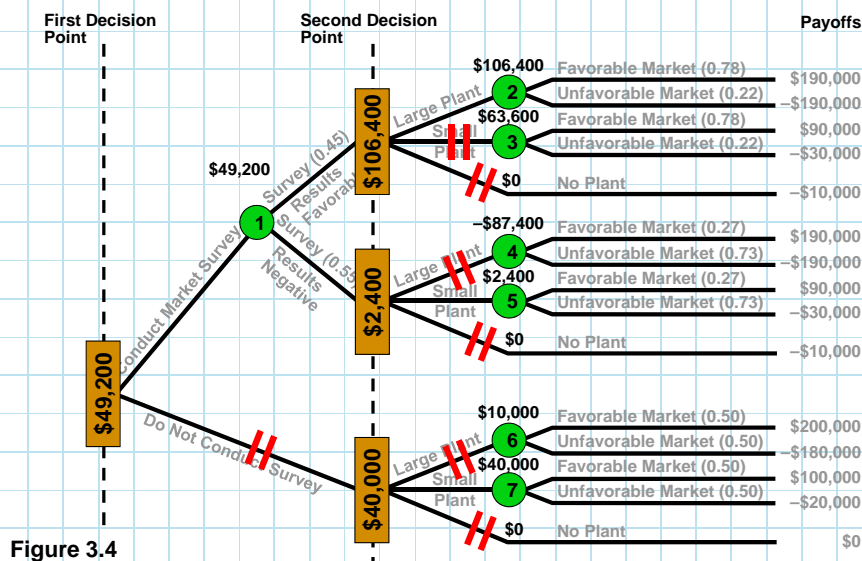 First Decision Point
Second Decision Point
Payoffs
$49,200
Conduct Market Survey
Do Not Conduct Survey
$49,200
1
Survey (0.45)
Results
Favorable
Survey (0.55)
Results
Negative
$106,400
Large Plant
$106,400
2
Favorable Market (0.78)
$190,000
Unfavorable Market (0.22)
–$190,000
Small
Plant
$63,600
3
Favorable Market (0.78)
$90,000
Unfavorable Market (0.22)
–$30,000
$0
No Plant
–$10,000
$2,400
Large Plant
–$87,400
4
Favorable Market (0.27)
$190,000
Unfavorable Market (0.73)
–$190,000
Small
Plant
$2,400
5
Favorable Market (0.27)
$90,000
Unfavorable Market (0.73)
–$30,000
$0
No Plant
–$10,000
$40,000
Large Plant
$10,000
6
Favorable Market (0.50)
$200,000
Unfavorable Market (0.50)
–$180,000
Small
Plant
$40,000
7
Favorable Market (0.50)
$100,000
Unfavorable Market (0.50)
–$20,000
$0
No Plant
$0
Figure 3.4